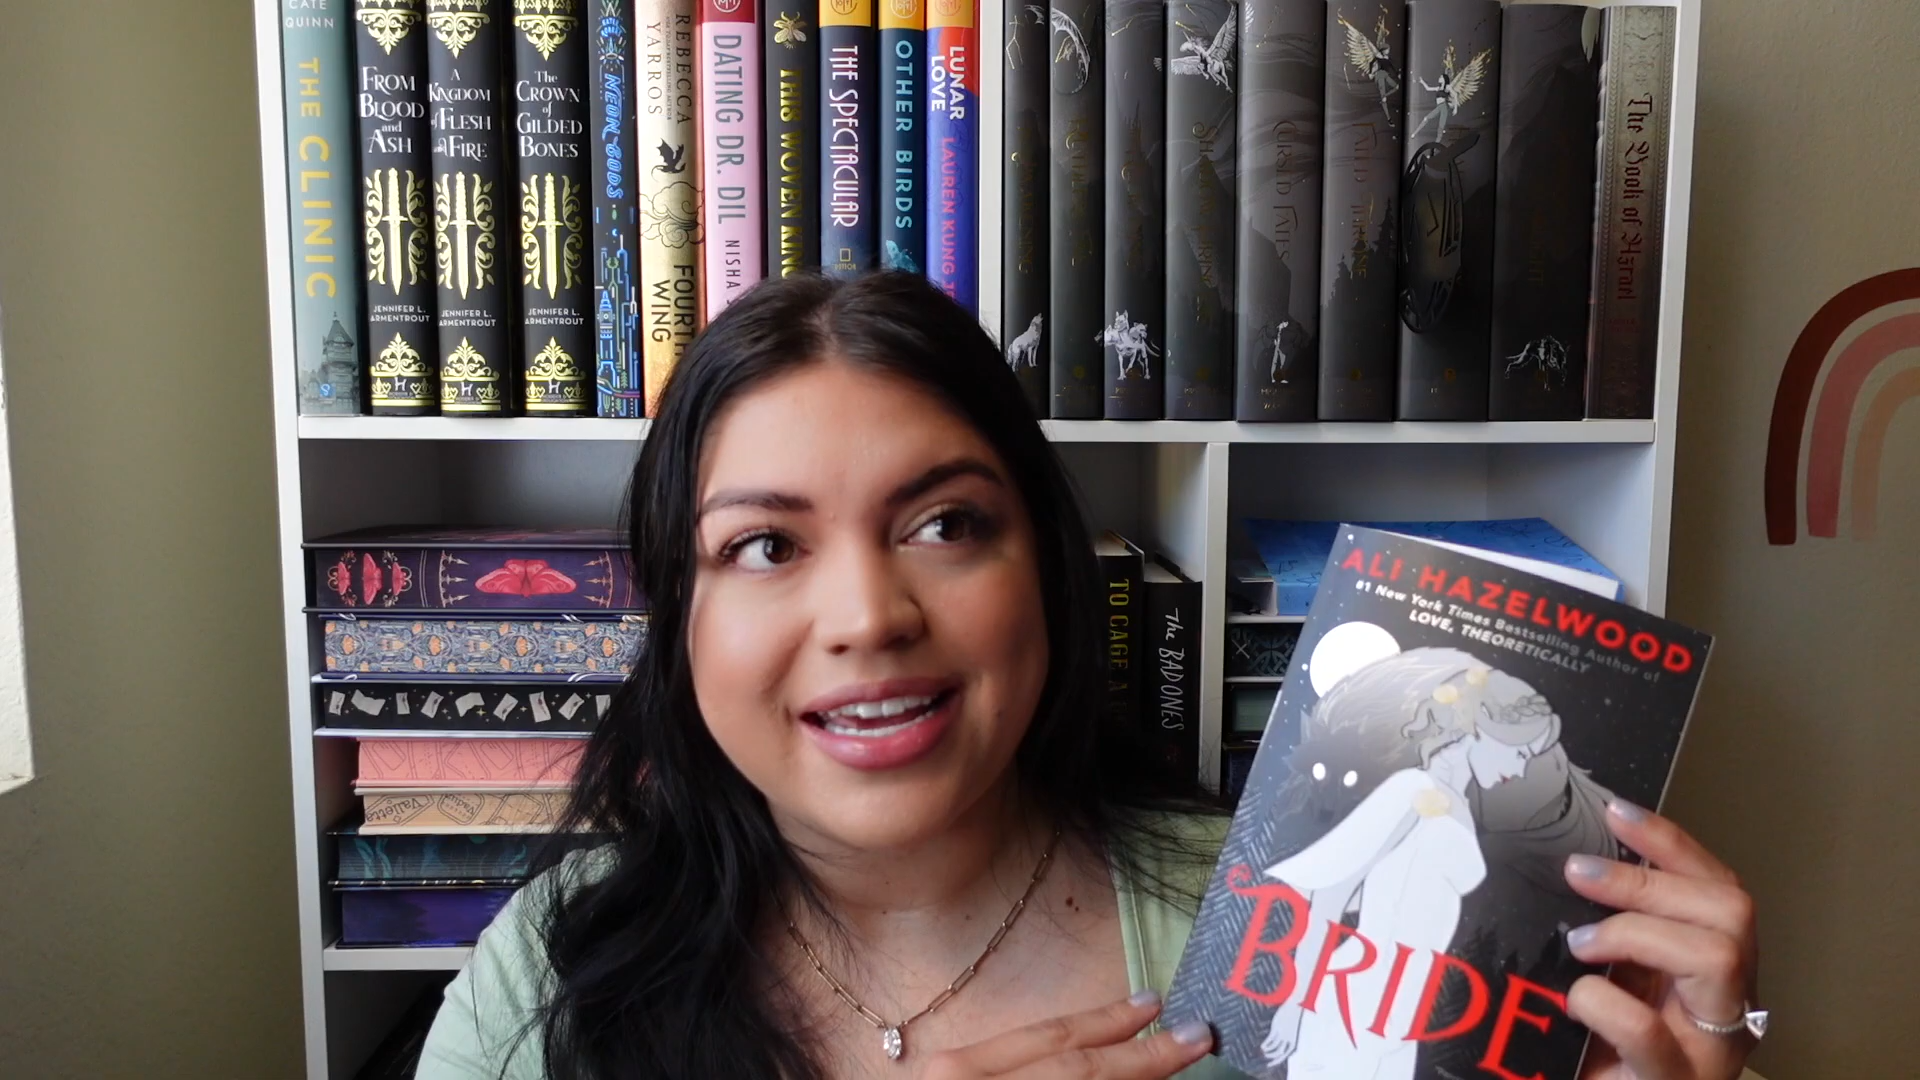 CATE
QUINN
THE CLINIC
FROM
BLOOD
and
ASH
JENNIFER L.
ARMENTROUT
A
KINGDOM
of FLESH
and FIRE
JENNIFER L.
ARMENTROUT
The
CROWN
of
GILDED
BONES
JENNIFER L.
ARMENTROUT
NEON GODS
REBECCA
YARROS
FOURTH
WING
DATING DR. DIL
NISHA
THIS WOVEN KING
THE SPECTACULAR
OTHER BIRDS
LUNAR
LOVE
LAUREN KUNG
The Book of Azrael
Valletta
TO CAGE A
The BAD ONES
ALI HAZELWOOD
#1 New York Times Bestselling Author of
LOVE, THEORETICALLY
BRIDE